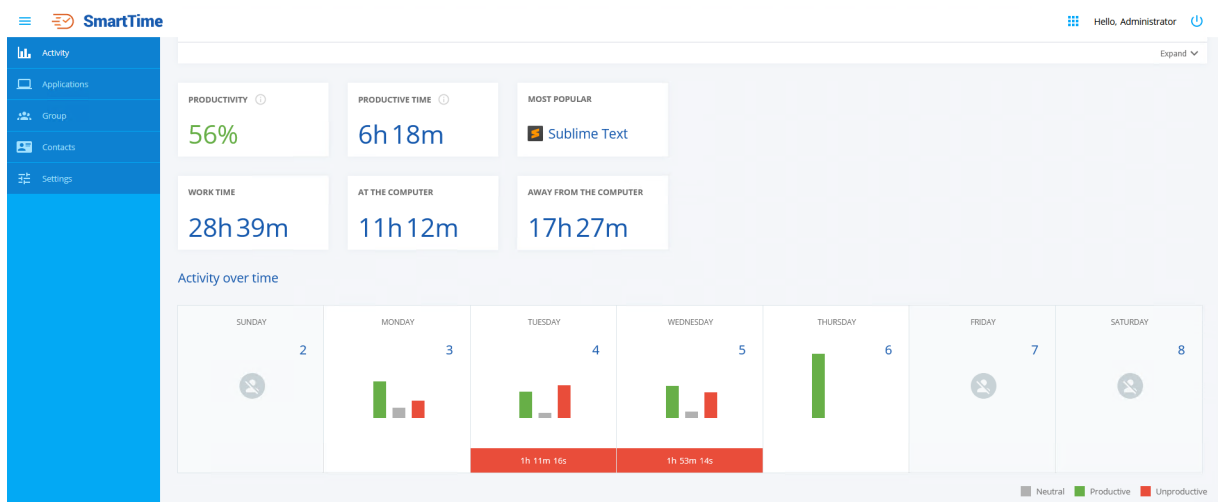 SmartTime
Hello, Administrator
Activity
Applications
Group
Contacts
Settings
Expand
PRODUCTIVITY
56%
PRODUCTIVE TIME
6h 18m
MOST POPULAR
Sublime Text
WORK TIME
28h 39m
AT THE COMPUTER
11h 12m
AWAY FROM THE COMPUTER
17h 27m
Activity over time
SUNDAY
MONDAY
TUESDAY
WEDNESDAY
THURSDAY
FRIDAY
SATURDAY
2
3
4
5
6
7
8
1h 11m 16s
1h 53m 14s
Neutral
Productive
Unproductive